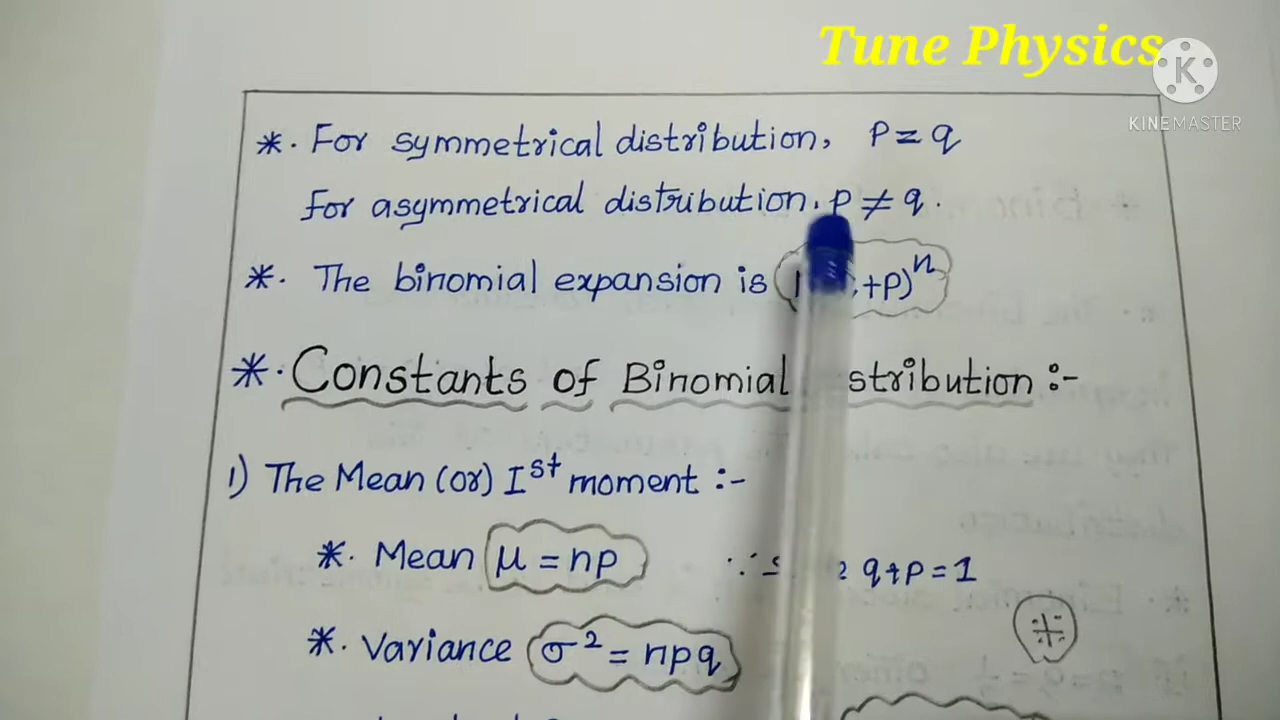 Tune Physics
KINEMASTER
*. For symmetrical distribution, P = q
for asymmetrical distribution. p ≠ q.
*. The binomial expansion is +P)ⁿ
*. Constants of Binomial :-
1) The Mean (or) Iˢᵗ moment :-
*. Mean μ = np ∵ q+p=1
*. Variance σ² = npq